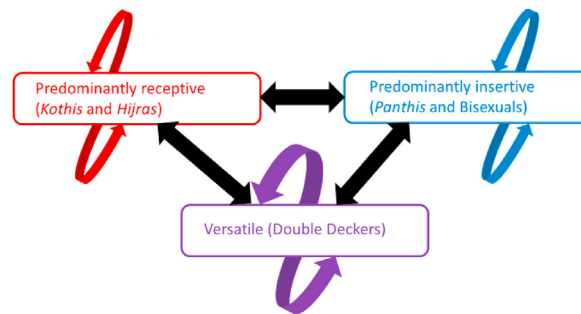 Predominantly receptive
(Kothis and Hijras)
Predominantly insertive
(Panthis and Bisexuals)
Versatile (Double Deckers)